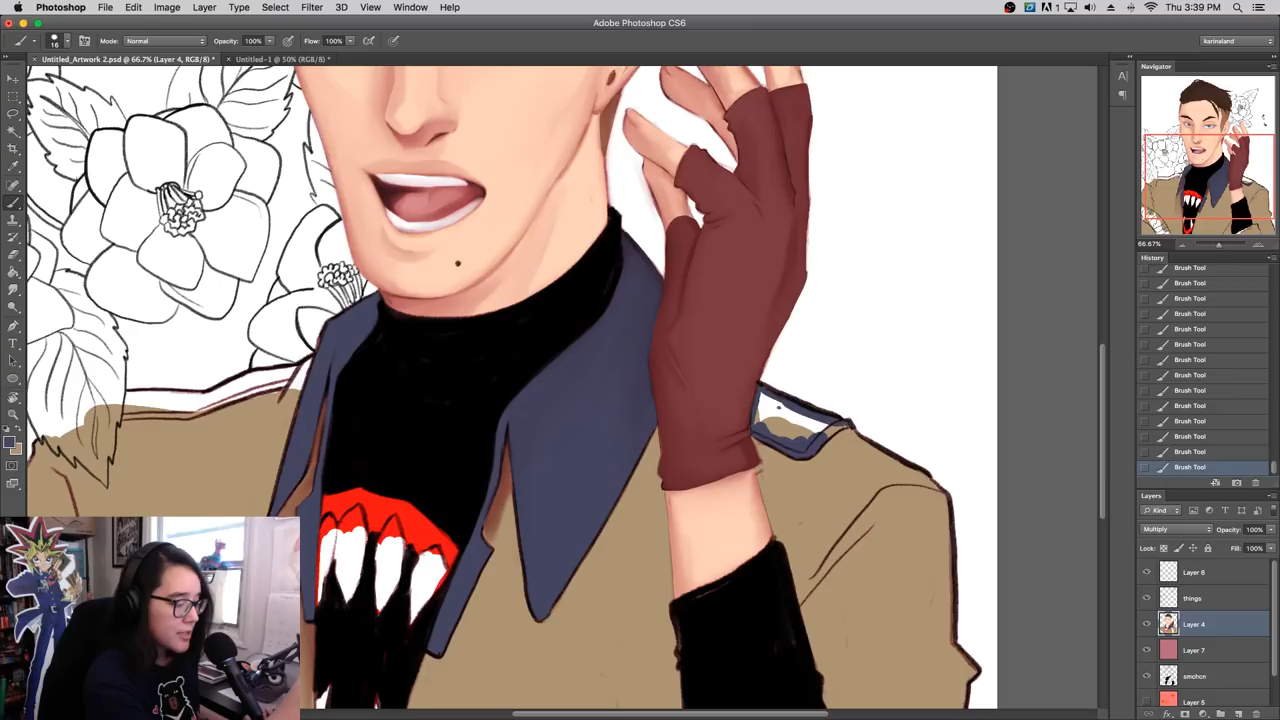 Photoshop File Edit Image Layer Type Select Filter 3D View Window Help
1 Thu 3:39 PM
Adobe Photoshop CS6
16 Mode: Normal Opacity: 100% Flow: 100% karinaland
Untitled_Artwork 2.psd @ 66.7% (Layer 4, RGB/8) * Untitled-1 @ 50% (RGB/8) *
Navigator
66.67%
History
Brush Tool
Brush Tool
Brush Tool
Brush Tool
Brush Tool
Brush Tool
Brush Tool
Brush Tool
Brush Tool
Brush Tool
Brush Tool
Brush Tool
Brush Tool
Brush Tool
Layers
Kind
Multiply Opacity: 100%
Lock: Fill: 100%
Layer 6
things
Layer 4
Layer 7
smohcn
Layer 5